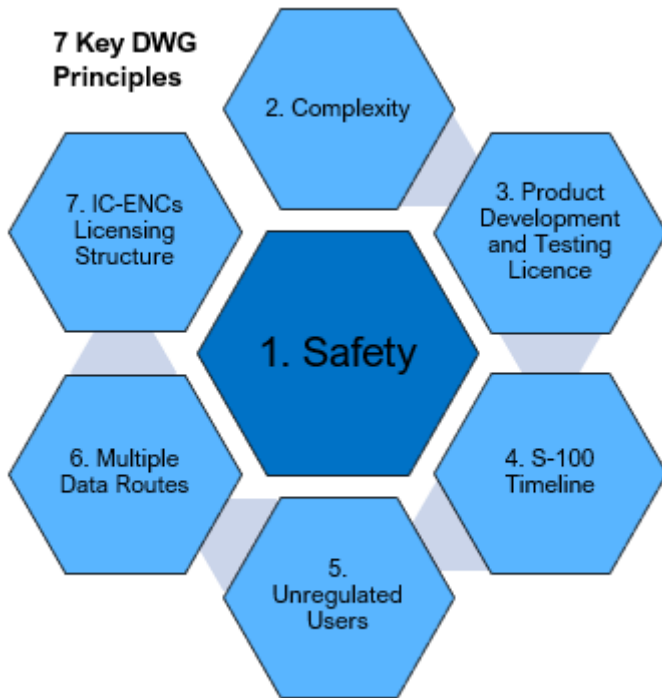 7 Key DWG
Principles
2. Complexity
3. Product
Development
and Testing
Licence
4. S-100
Timeline
5.
Unregulated
Users
6. Multiple
Data Routes
7. IC-ENCs
Licensing
Structure
1. Safety